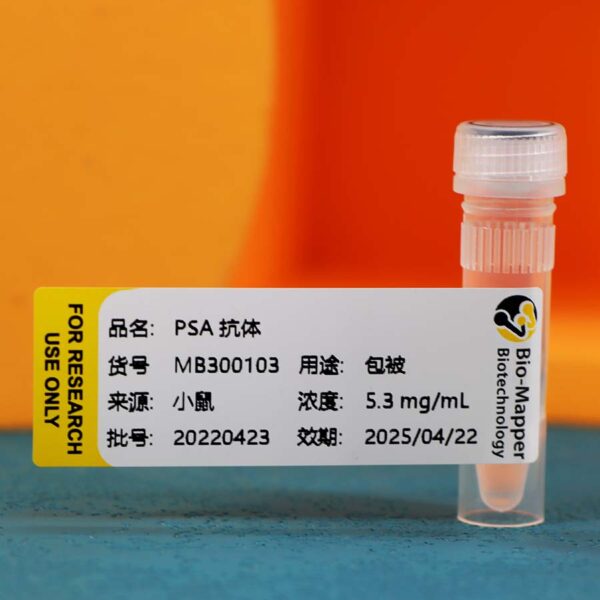 FOR RESEARCH
USE ONLY
品名: PSA 抗体
货号 MB300103 用途: 包被
来源: 小鼠 浓度: 5.3 mg/mL
批号: 20220423 效期: 2025/04/22
Bio-Mapper
Biotechnology